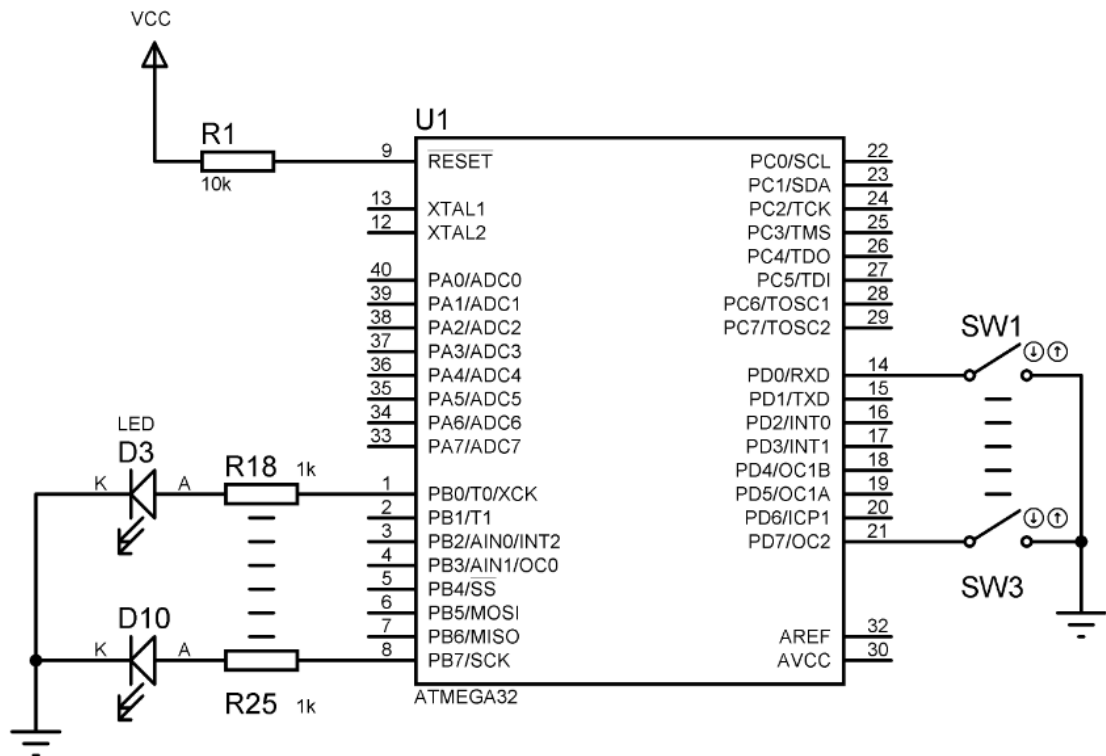 VCC
R1
10k
U1
9 RESET
13 XTAL1
12 XTAL2
40 PA0/ADC0
39 PA1/ADC1
38 PA2/ADC2
37 PA3/ADC3
36 PA4/ADC4
35 PA5/ADC5
34 PA6/ADC6
33 PA7/ADC7
1 PB0/T0/XCK
2 PB1/T1
3 PB2/AIN0/INT2
4 PB3/AIN1/OC0
5 PB4/SS
6 PB5/MOSI
7 PB6/MISO
8 PB7/SCK
PC0/SCL 22
PC1/SDA 23
PC2/TCK 24
PC3/TMS 25
PC4/TDO 26
PC5/TDI 27
PC6/TOSC1 28
PC7/TOSC2 29
PD0/RXD 14
PD1/TXD 15
PD2/INT0 16
PD3/INT1 17
PD4/OC1B 18
PD5/OC1A 19
PD6/ICP1 20
PD7/OC2 21
AREF 32
AVCC 30
ATMEGA32
LED
D3
K A
R18 1k
D10
K A
R25 1k
SW1
SW3